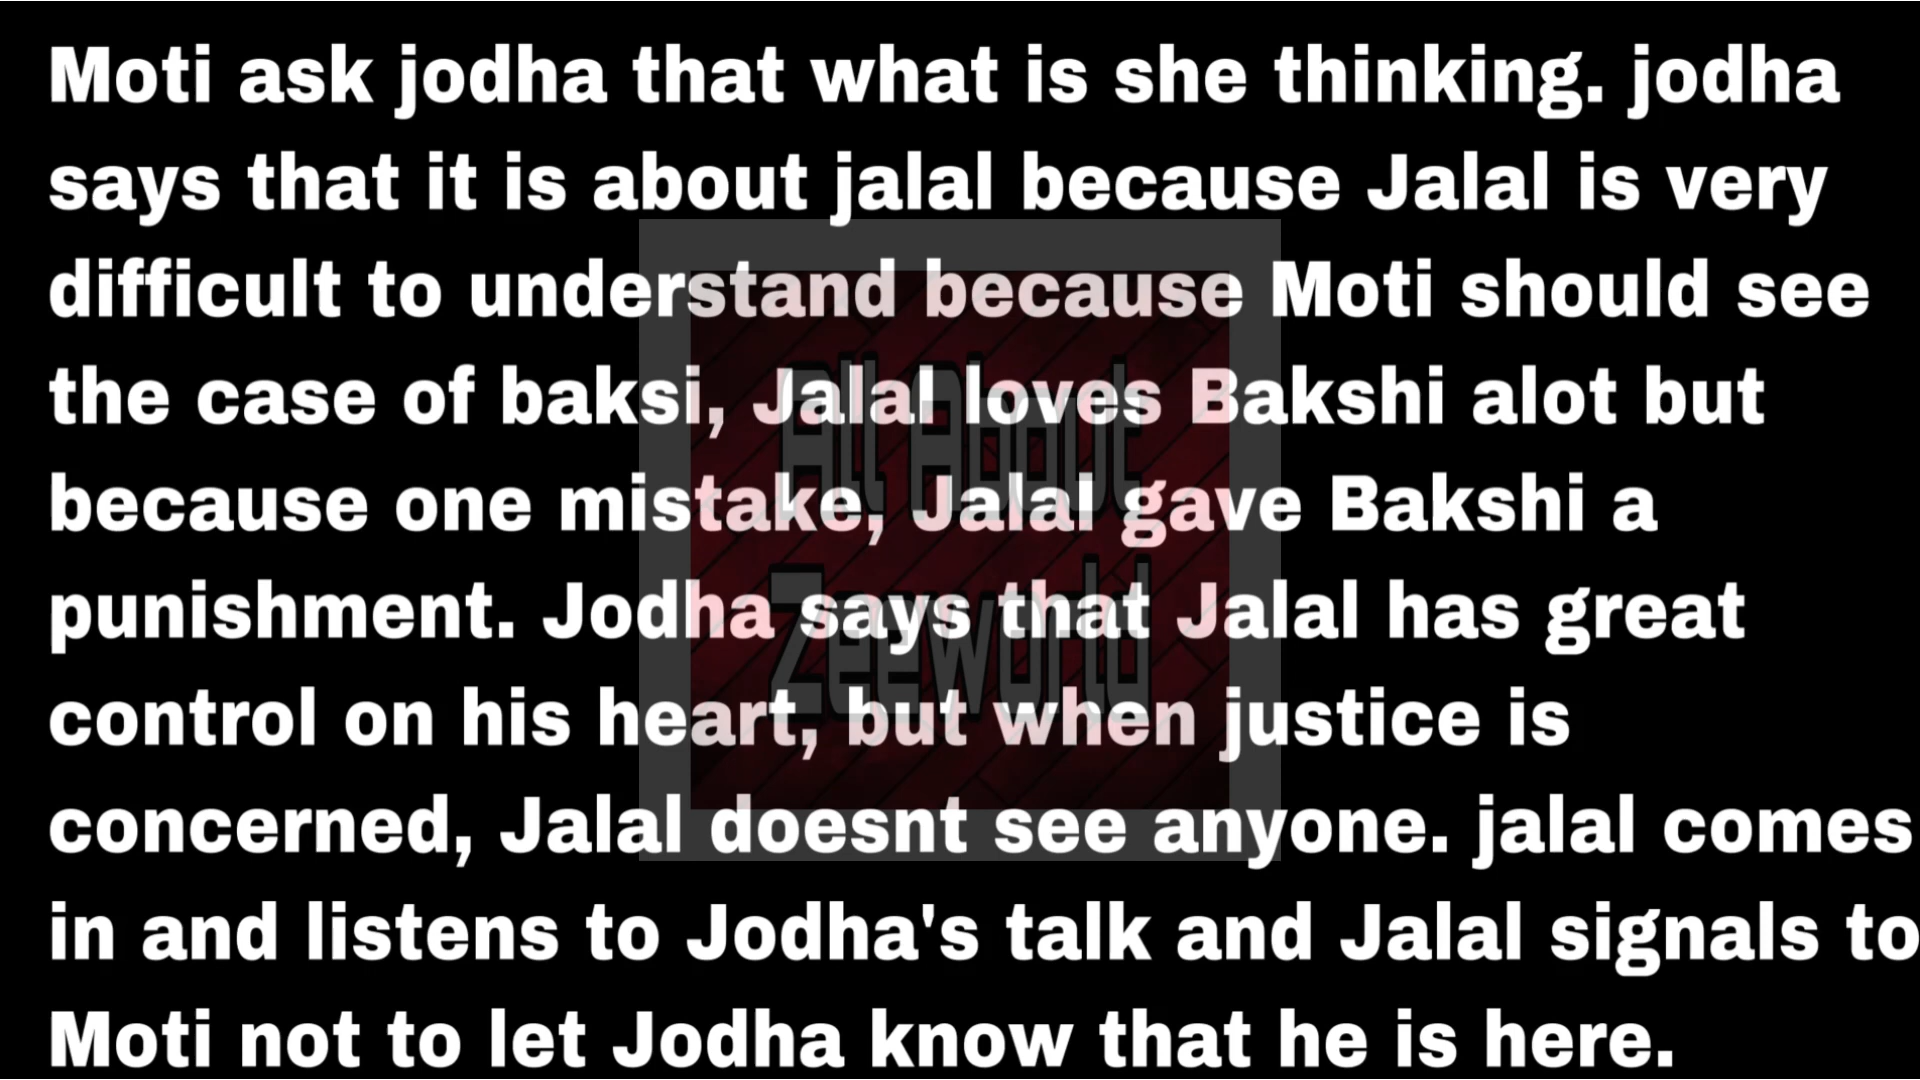 Moti ask jodha that what is she thinking. jodha
says that it is about jalal because Jalal is very
difficult to understand because Moti should see
the case of baksi, Jalal loves Bakshi alot but
because one mistake, Jalal gave Bakshi a
punishment. Jodha says that Jalal has great
control on his heart, but when justice is
concerned, Jalal doesnt see anyone. jalal comes
in and listens to Jodha's talk and Jalal signals to
Moti not to let Jodha know that he is here.
All About
Zeeworld